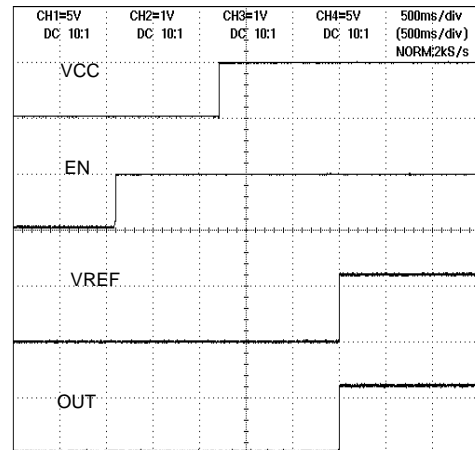 CH1=5V CH2=1V CH3=1V CH4=5V 500ms/div
DC 10:1 DC 10:1 DC 10:1 DC 10:1 (500ms/div)
NORM:2kS/s
VCC
EN
VREF
OUT